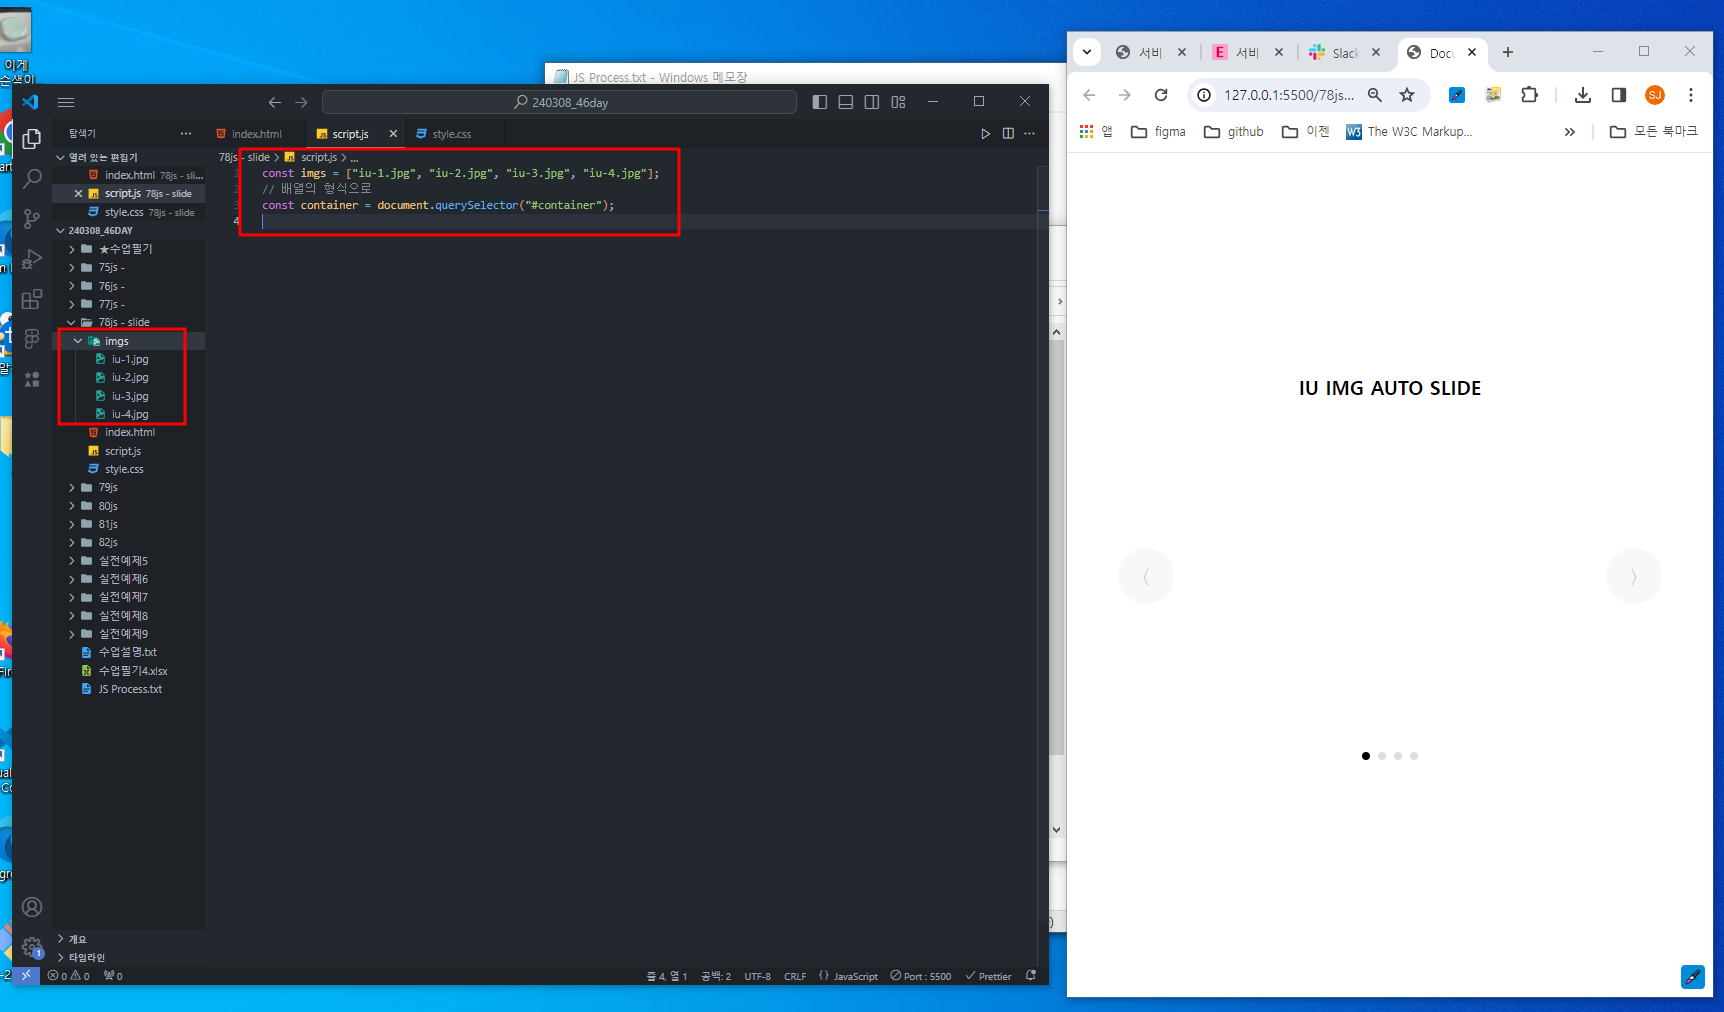 이게
JS Process.txt - Windows 메모장
240308_46day
탐색기
index.html
script.js
style.css
열려 있는 편집기
index.html 78js - sli...
script.js 78js - slide
style.css 78js - slide
240308_46DAY
★수업필기
75js -
76js -
77js -
78js - slide
imgs
iu-1.jpg
iu-2.jpg
iu-3.jpg
iu-4.jpg
index.html
script.js
style.css
79js
80js
81js
82js
실전예제5
실전예제6
실전예제7
실전예제8
실전예제9
수업설명.txt
수업필기4.xlsx
JS Process.txt
개요
타임라인
78js - slide > script.js > ...
1 const imgs = ["iu-1.jpg", "iu-2.jpg", "iu-3.jpg", "iu-4.jpg"];
2 // 배열의 형식으로
3 const container = document.querySelector("#container");
4
0 0 0
줄 4, 열 1
공백: 2
UTF-8
CRLF
{} JavaScript
Port : 5500
Prettier
서비
서비
Slack
Docu
127.0.0.1:5500/78js...
SJ
앱
figma
github
이젠
The W3C Markup...
모든 북마크
IU IMG AUTO SLIDE